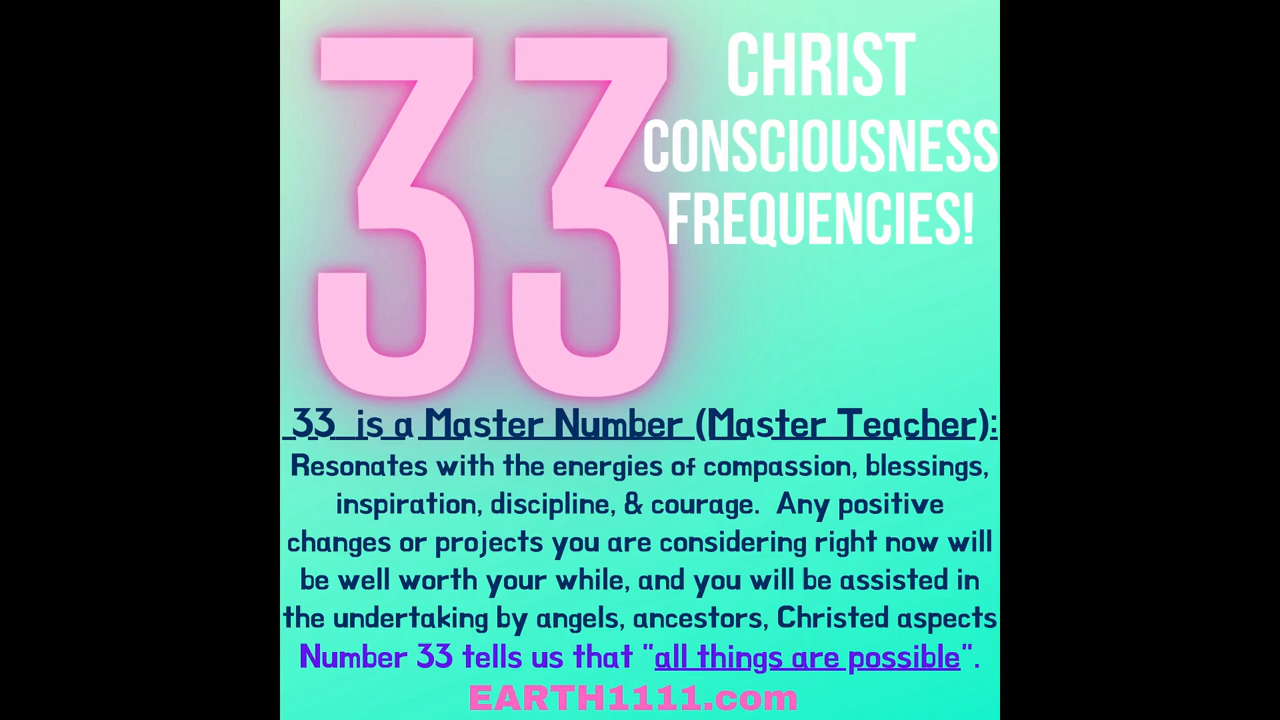 33
CHRIST
CONSCIOUSNESS
FREQUENCIES!
33 is a Master Number (Master Teacher):
Resonates with the energies of compassion, blessings,
inspiration, discipline, & courage. Any positive
changes or projects you are considering right now will
be well worth your while, and you will be assisted in
the undertaking by angels, ancestors, Christed aspects
Number 33 tells us that "all things are possible".
EARTH1111.com